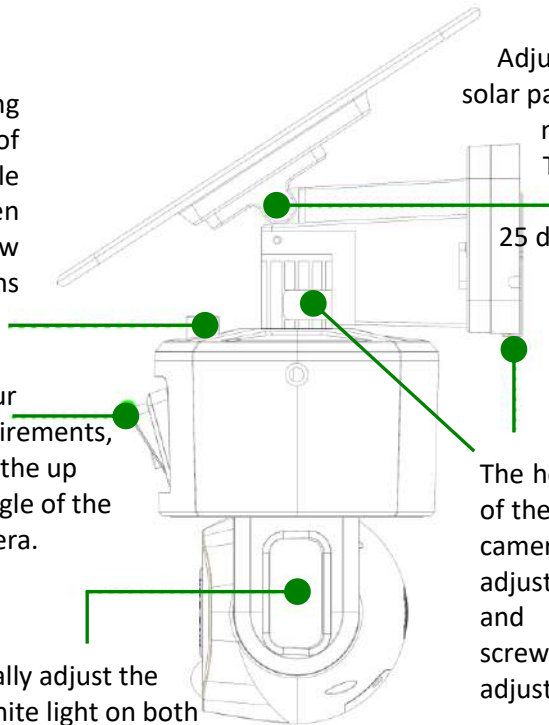 ng
of
le
en
w
ns
ur
irements,
the up
gle of the
era.
ally adjust the
hite light on both
Adju
solar pa
r
T
25 d
The h
of the
camer
adjust
and
screw
adjust